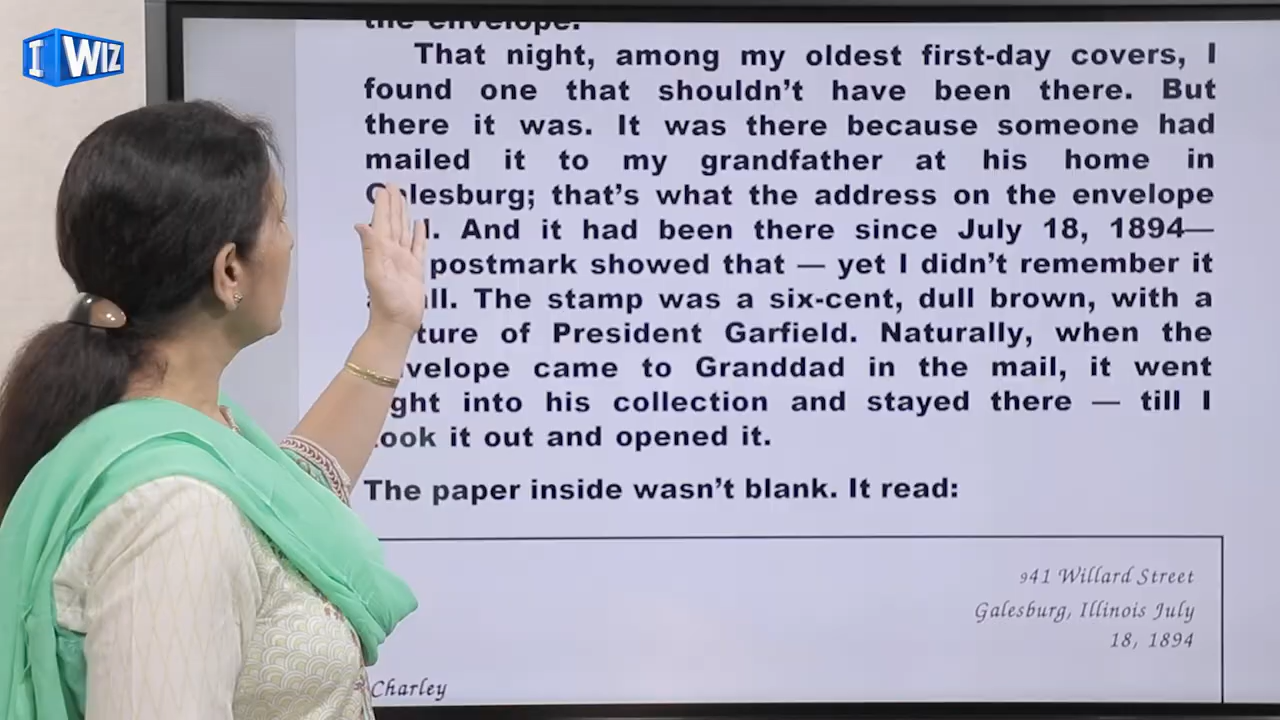 I WIZ
the envelope.
That night, among my oldest first-day covers, I
found one that shouldn't have been there. But
there it was. It was there because someone had
mailed it to my grandfather at his home in
Galesburg; that's what the address on the envelope
And it had been there since July 18, 1894—
postmark showed that — yet I didn't remember it
The stamp was a six-cent, dull brown, with a
of President Garfield. Naturally, when the
came to Granddad in the mail, it went
into his collection and stayed there — till I
took it out and opened it.
The paper inside wasn't blank. It read:
941 Willard Street
Galesburg, Illinois July
18, 1894
Charley